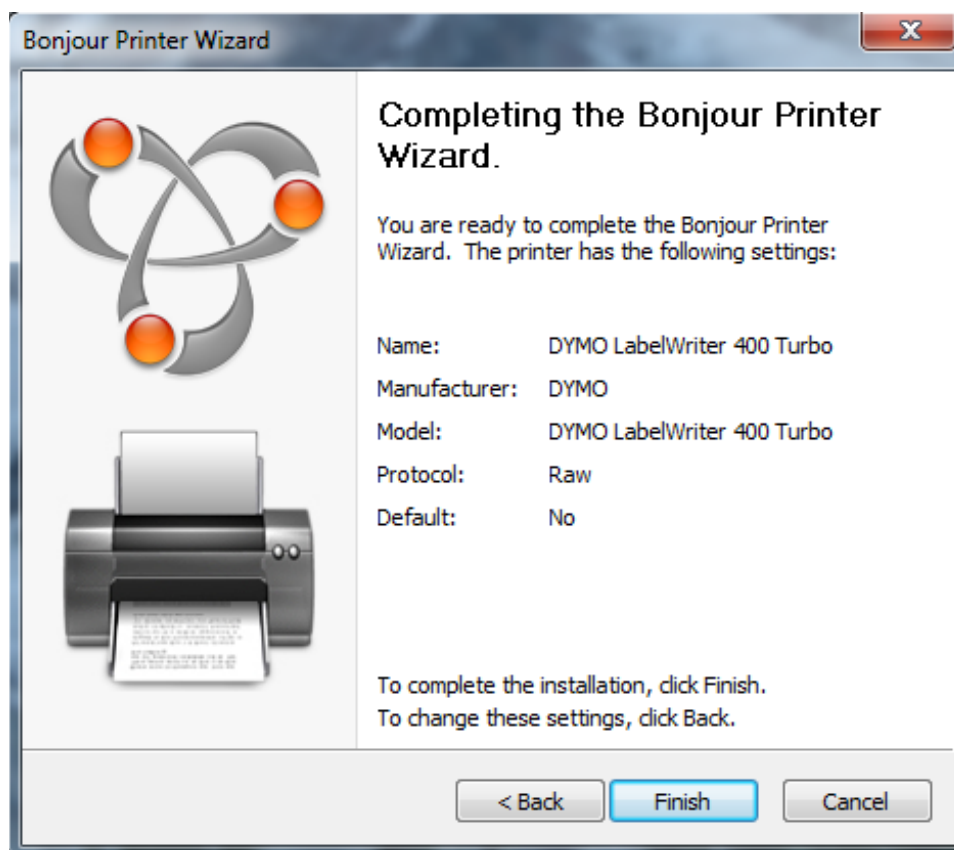 Bonjour Printer Wizard
Completing the Bonjour Printer
Wizard.
You are ready to complete the Bonjour Printer
Wizard.  The printer has the following settings:
Name: DYMO LabelWriter 400 Turbo
Manufacturer: DYMO
Model: DYMO LabelWriter 400 Turbo
Protocol: Raw
Default: No
To complete the installation, click Finish.
To change these settings, click Back.
< Back Finish Cancel